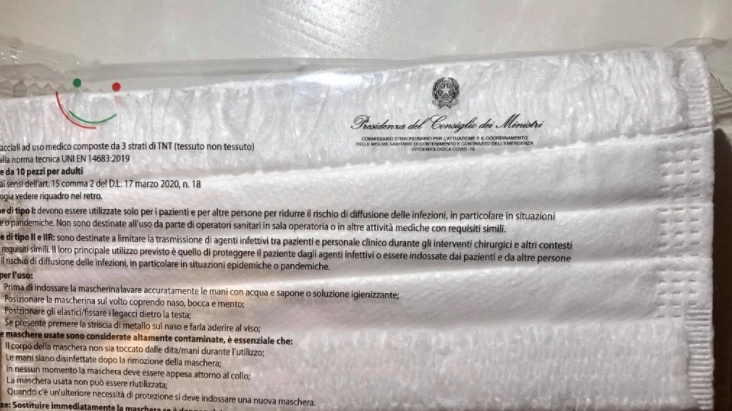 Presidenza del Consiglio dei Ministri
COMMISSARIO STRAORDINARIO PER L'ATTUAZIONE E IL COORDINAMENTO
DELLE MISURE SANITARIE DI CONTENIMENTO E CONTRASTO DELL'EMERGENZA
EPIDEMIOLOGICA COVID-19
acciali ad uso medico composte da 3 strati di TNT (tessuto non tessuto)
alla norma tecnica UNI EN 14683:2019
e da 10 pezzi per adulti
ai sensi dell'art. 15 comma 2 del D.L. 17 marzo 2020, n. 18
ogia vedere riquadro nel retro.
e di tipo I: devono essere utilizzate solo per i pazienti e per altre persone per ridurre il rischio di diffusione delle infezioni, in particolare in situazioni
e o pandemiche. Non sono destinate all'uso da parte di operatori sanitari in sala operatoria o in altre attività mediche con requisiti simili.
e di tipo II e IIR: sono destinate a limitare la trasmissione di agenti infettivi tra pazienti e personale clinico durante gli interventi chirurgici e altri contesti
requisiti simili. Il loro principale utilizzo previsto è quello di proteggere il paziente dagli agenti infettivi o essere indossate dai pazienti e da altre persone
il rischio di diffusione delle infezioni, in particolare in situazioni epidemiche o pandemiche.
per l'uso:
Prima di indossare la mascherina lavare accuratamente le mani con acqua e sapone o soluzione igienizzante;
Posizionare la mascherina sul volto coprendo naso, bocca e mento;
Posizionare gli elastici/fissare i legacci dietro la testa;
Se presente premere la striscia di metallo sul naso e farla aderire al viso;
e maschere usate sono considerate altamente contaminate, è essenziale che:
Il corpo della maschera non sia toccato dalle dita/mani durante l'utilizzo;
Le mani siano disinfettate dopo la rimozione della maschera;
In nessun momento la maschera deve essere appesa attorno al collo;
La maschera usata non può essere riutilizzata;
Quando c'è un'ulteriore necessità di protezione si deve indossare una nuova maschera.
ze: Sostituire immediatamente la maschera se è